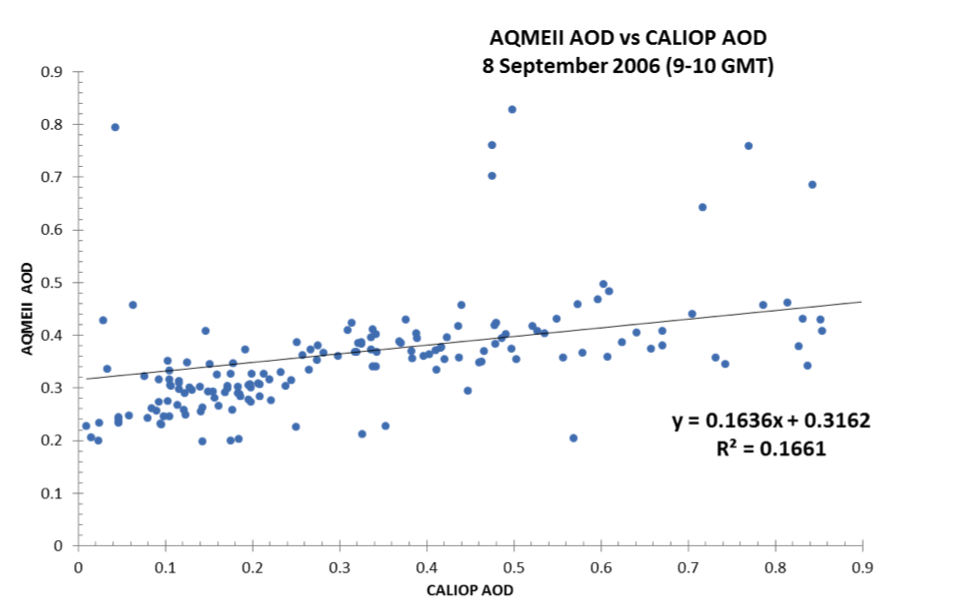 AQMEII AOD vs CALIOP AOD
8 September 2006 (9-10 GMT)
0.9
0.8
0.7
0.6
0.5
0.4
0.3
0.2
0.1
0
AQMEII AOD
y = 0.1636x + 0.3162
R² = 0.1661
0 0.1 0.2 0.3 0.4 0.5 0.6 0.7 0.8 0.9
CALIOP AOD